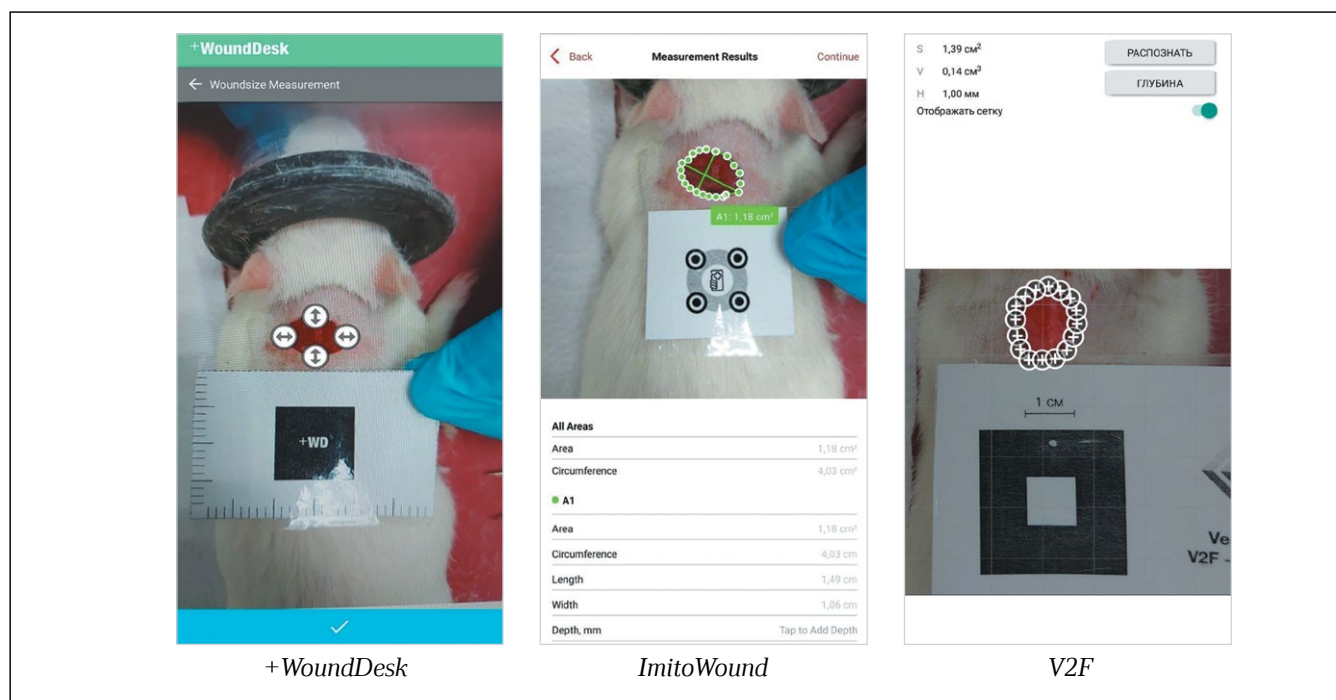 +WoundDesk
← Woundsize Measurement
+WD
Back Measurement Results Continue
A1: 1,18 cm²
All Areas
Area 1,18 cm²
Circumference 4,03 cm²
A1
Area 1,18 cm²
Circumference 4,03 cm
Length 1,49 cm
Width 1,06 cm
Depth, mm Tap to Add Depth
S 1,39 см² РАСПОЗНАТЬ
V 0,14 см³
H 1,00 мм ГЛУБИНА
Отображать сетку
1 СМ
Ve
V2F -
+WoundDesk ImitoWound V2F